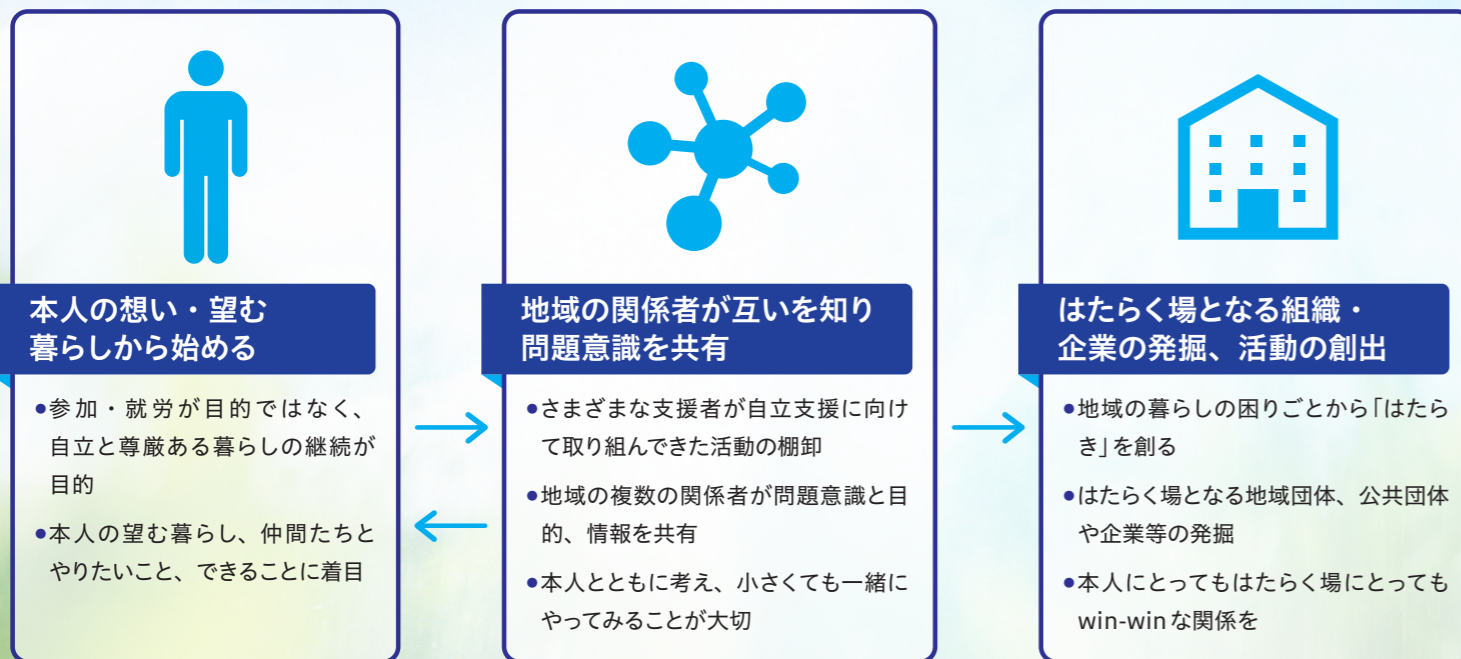 本人の想い・望む
暮らしから始める
●参加・就労が目的ではなく、
自立と尊厳ある暮らしの継続が
目的
●本人の望む暮らし、仲間たちと
やりたいこと、できることに着目
地域の関係者が互いを知り
問題意識を共有
●さまざまな支援者が自立支援に向け
て取り組んできた活動の棚卸
●地域の複数の関係者が問題意識と目
的、情報を共有
●本人とともに考え、小さくても一緒に
やってみることが大切
はたらく場となる組織・
企業の発掘、活動の創出
●地域の暮らしの困りごとから「はたら
き」を創る
●はたらく場となる地域団体、公共団体
や企業等の発掘
●本人にとってもはたらく場にとっても
win-winな関係を